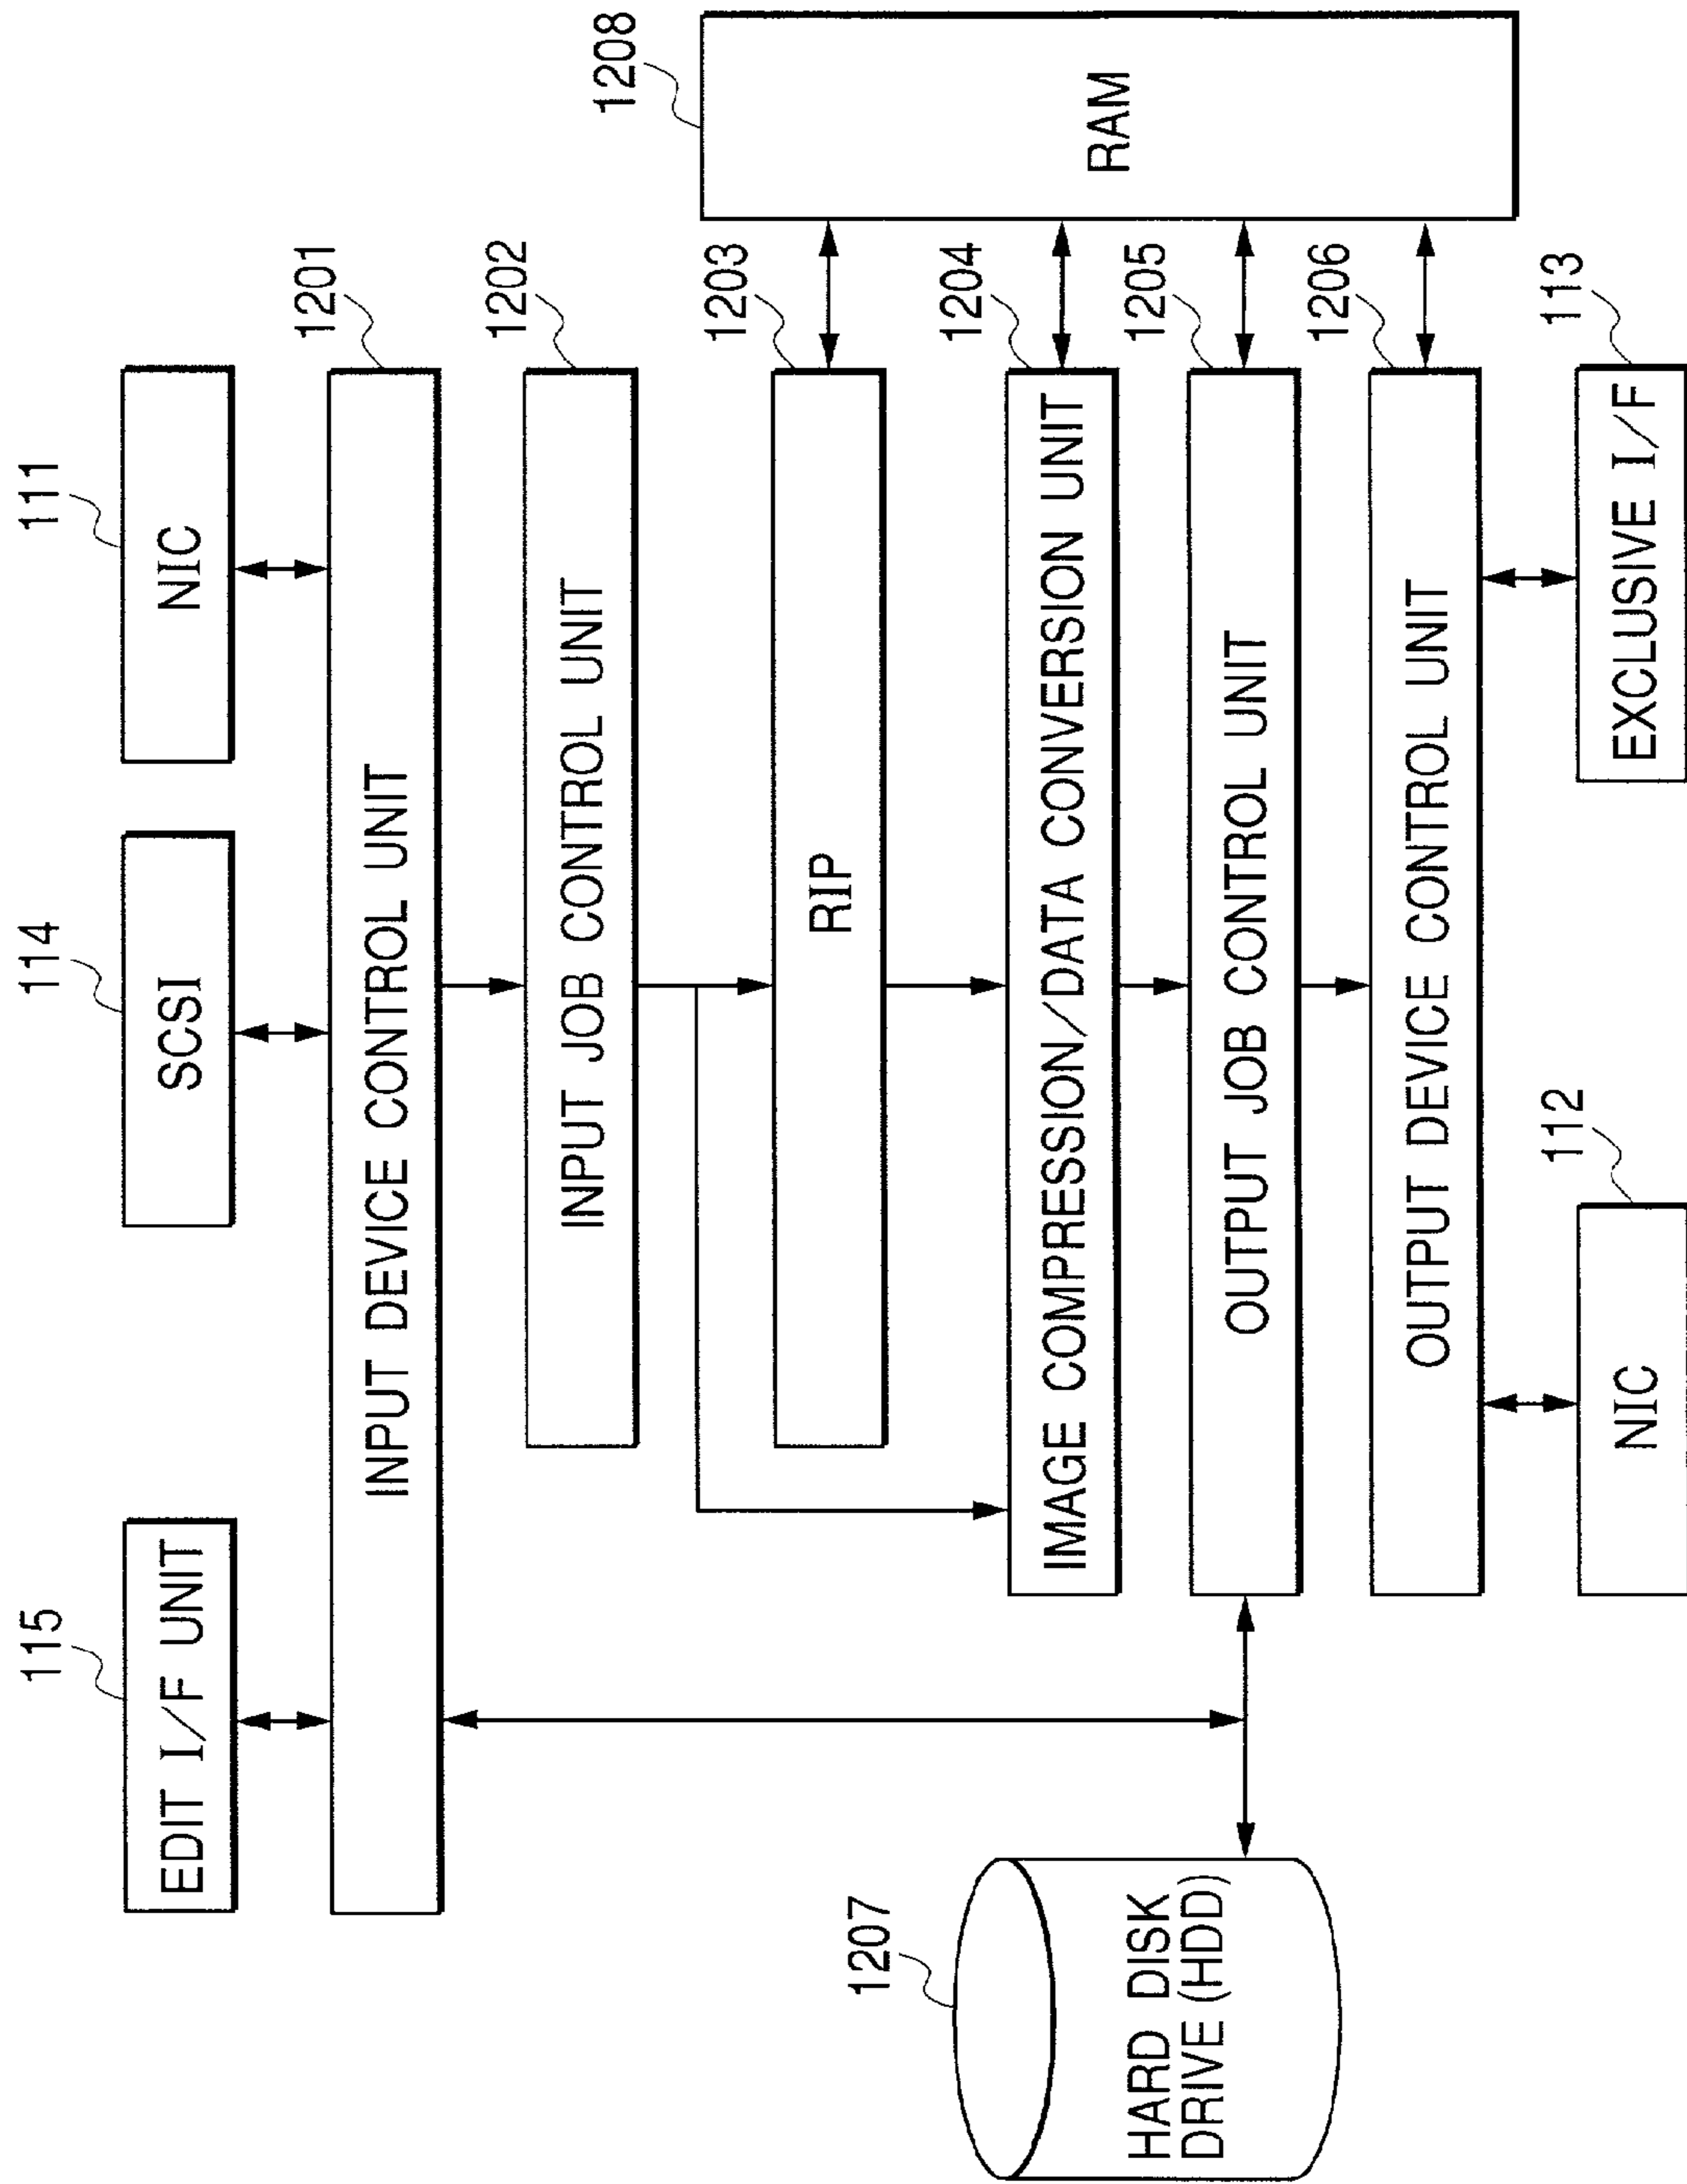 115
EDIT I/F UNIT
114
SCSI
111
NIC
1201
INPUT DEVICE CONTROL UNIT
1202
INPUT JOB CONTROL UNIT
1203
RIP
1208
RAM
1204
IMAGE COMPRESSION/DATA CONVERSION UNIT
1205
OUTPUT JOB CONTROL UNIT
1206
OUTPUT DEVICE CONTROL UNIT
1207
HARD DISK
DRIVE (HDD)
112
NIC
113
EXCLUSIVE I/F